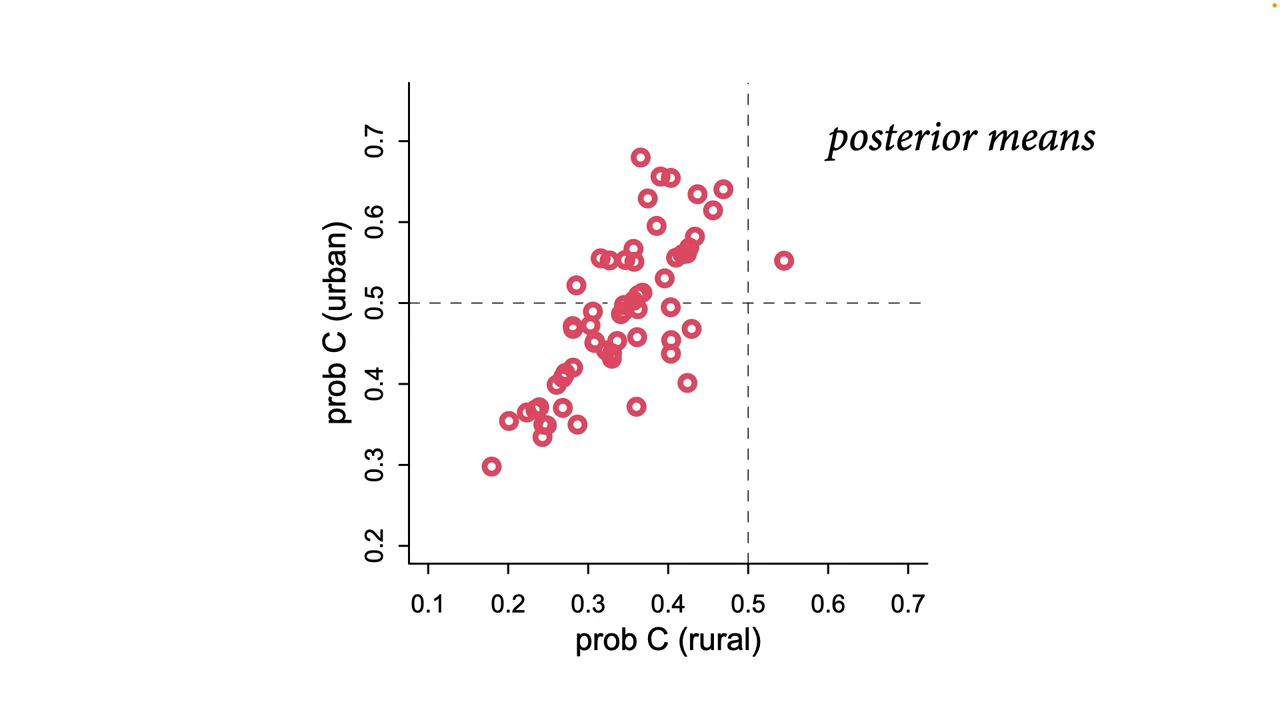 posterior means
prob C (urban)
0.7
0.6
0.5
0.4
0.3
0.2
0.1 0.2 0.3 0.4 0.5 0.6 0.7
prob C (rural)